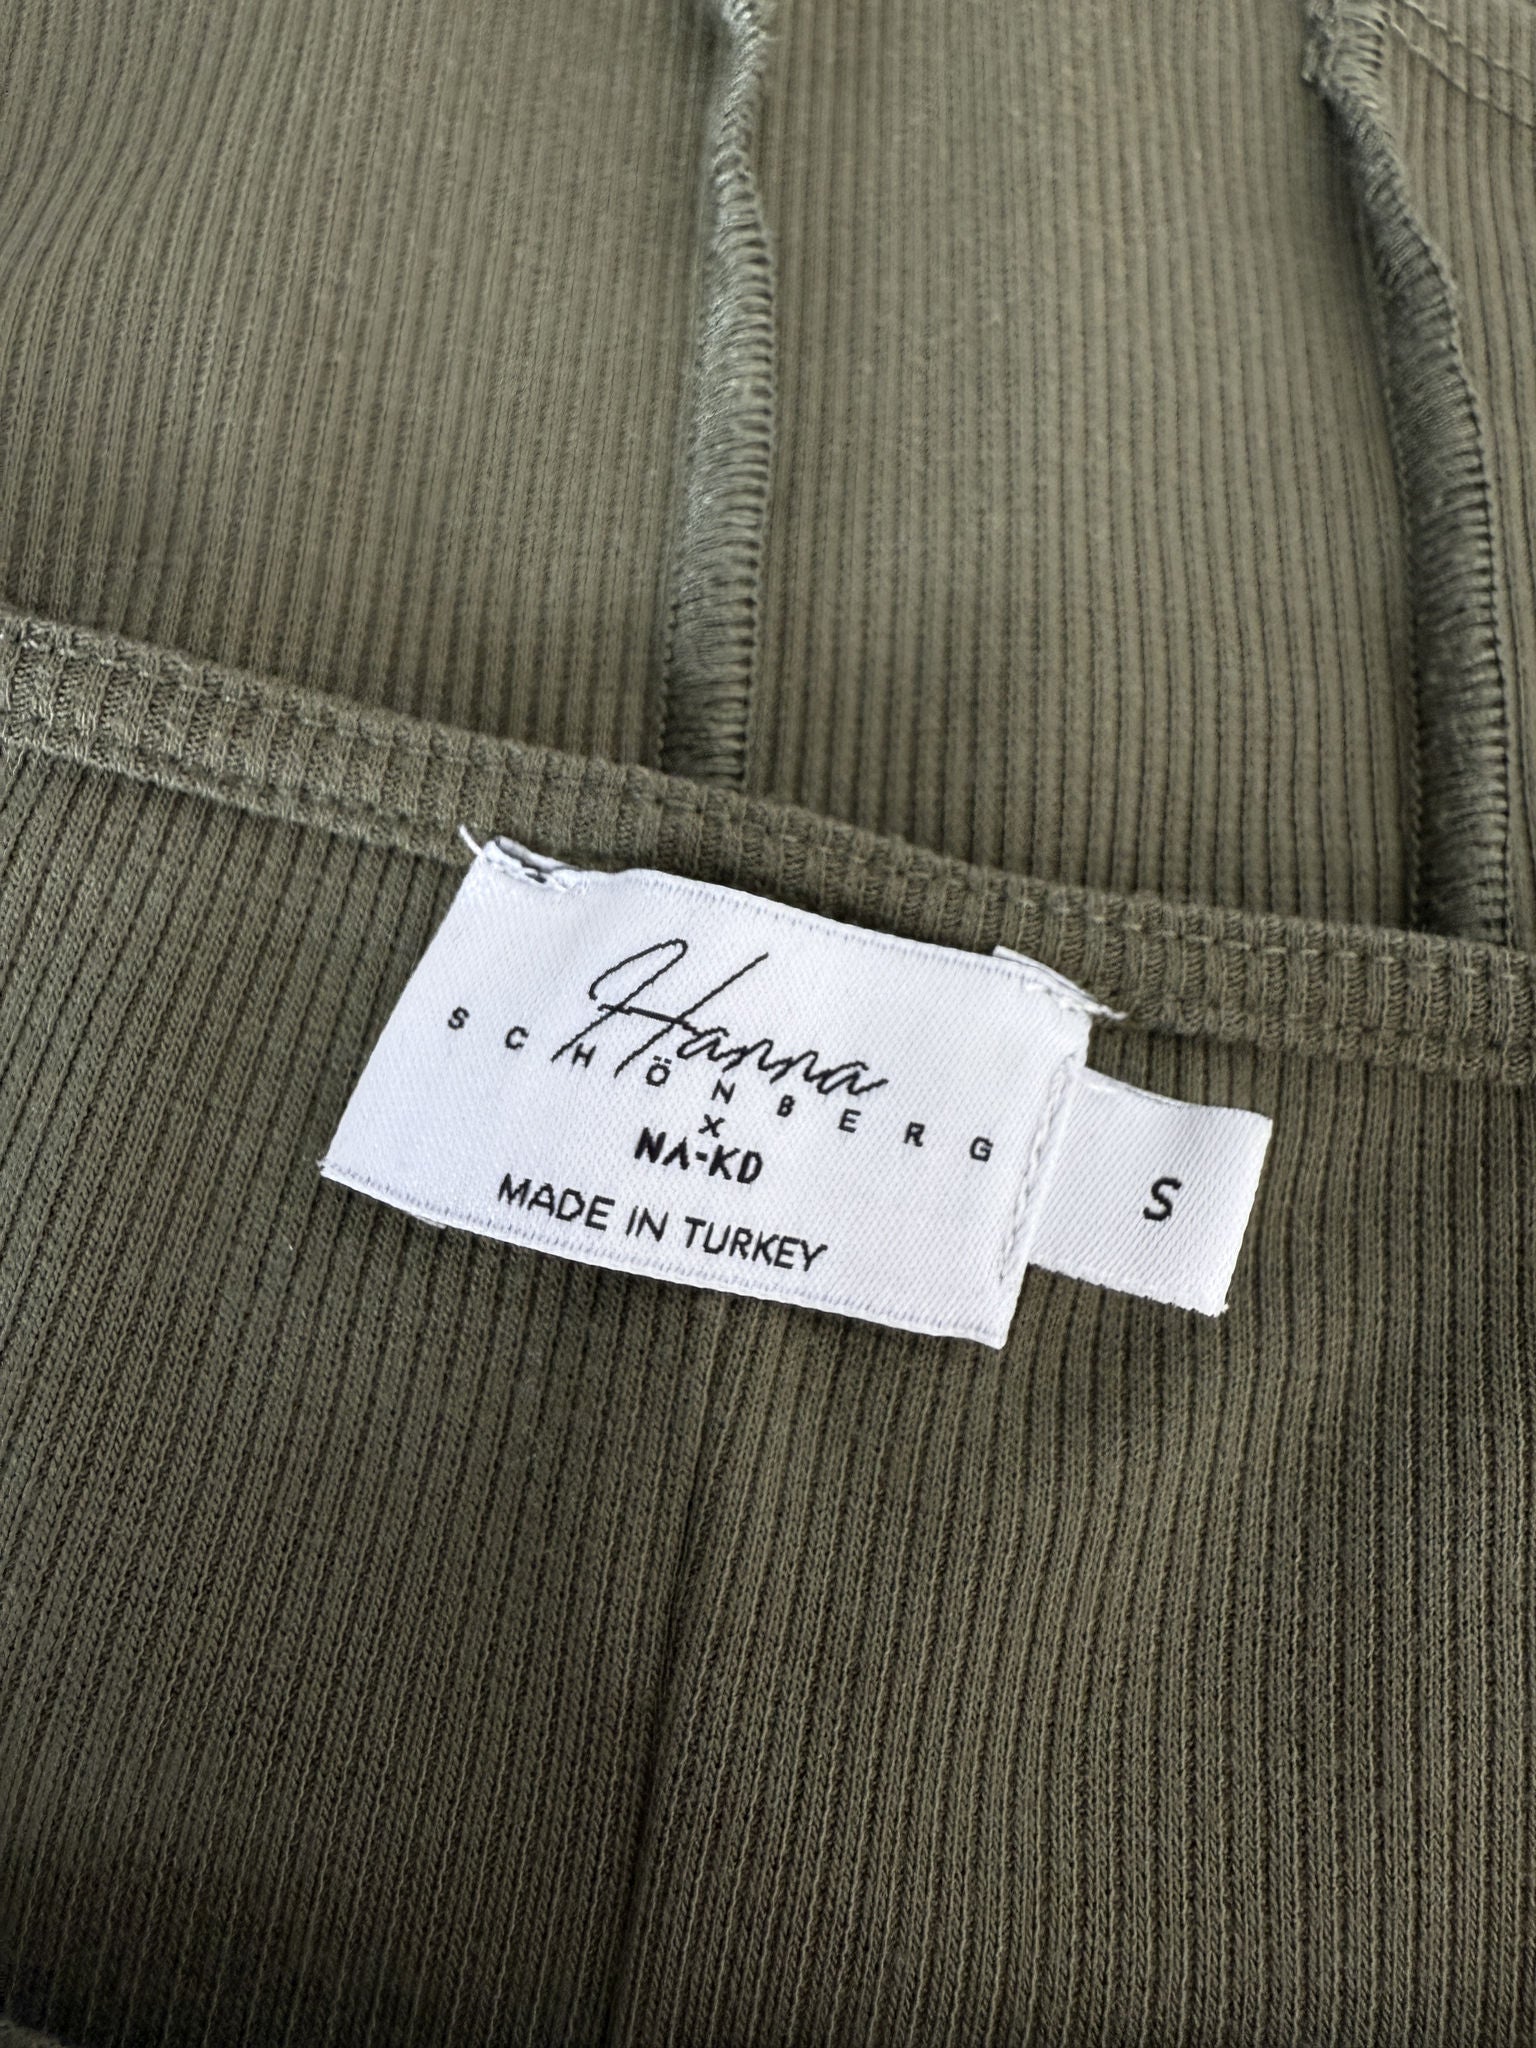 Hanna
SCHÖNBERG
X
NA-KD
MADE IN TURKEY
S